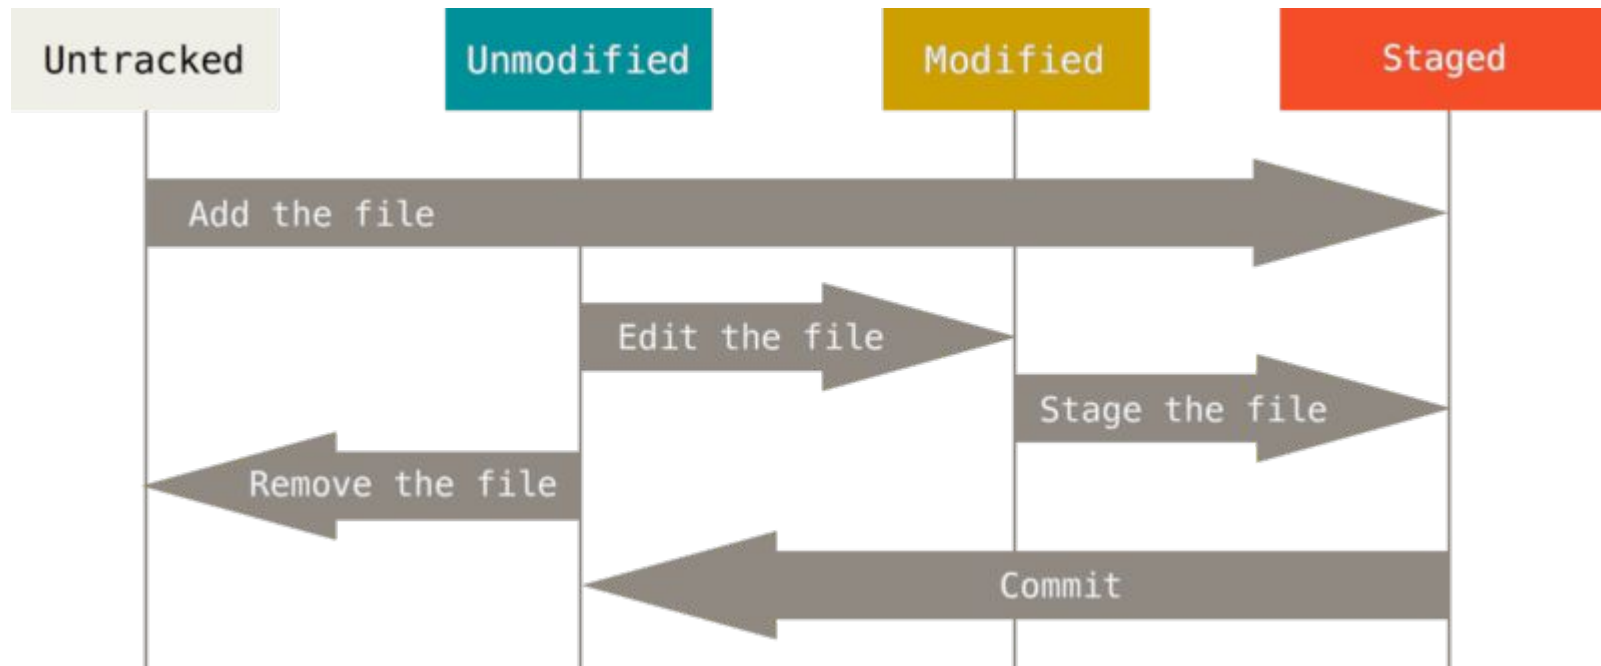 Untracked
Unmodified
Modified
Staged
Add the file
Edit the file
Stage the file
Remove the file
Commit